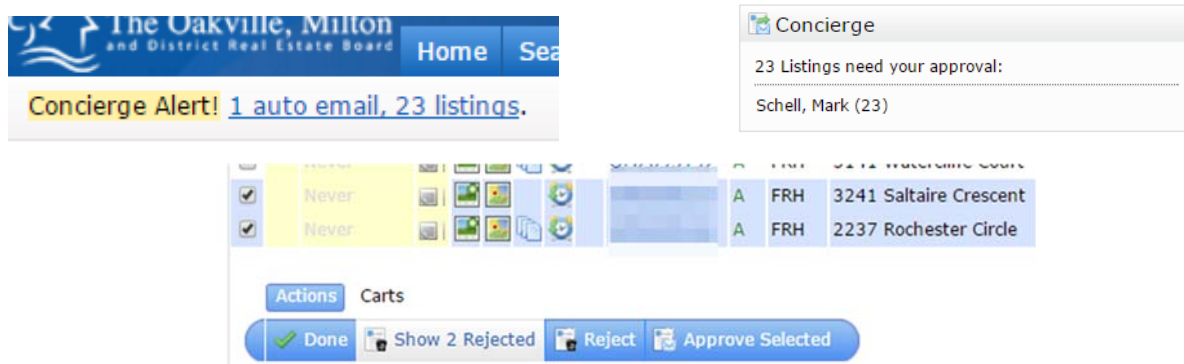 The Oakville, Milton
and District Real Estate Board
Home
Concierge Alert! 1 auto email, 23 listings.
Concierge
23 Listings need your approval:
Schell, Mark (23)
Never
Never A FRH 3241 Saltaire Crescent
Never A FRH 2237 Rochester Circle
Actions Carts
Done Show 2 Rejected Reject Approve Selected